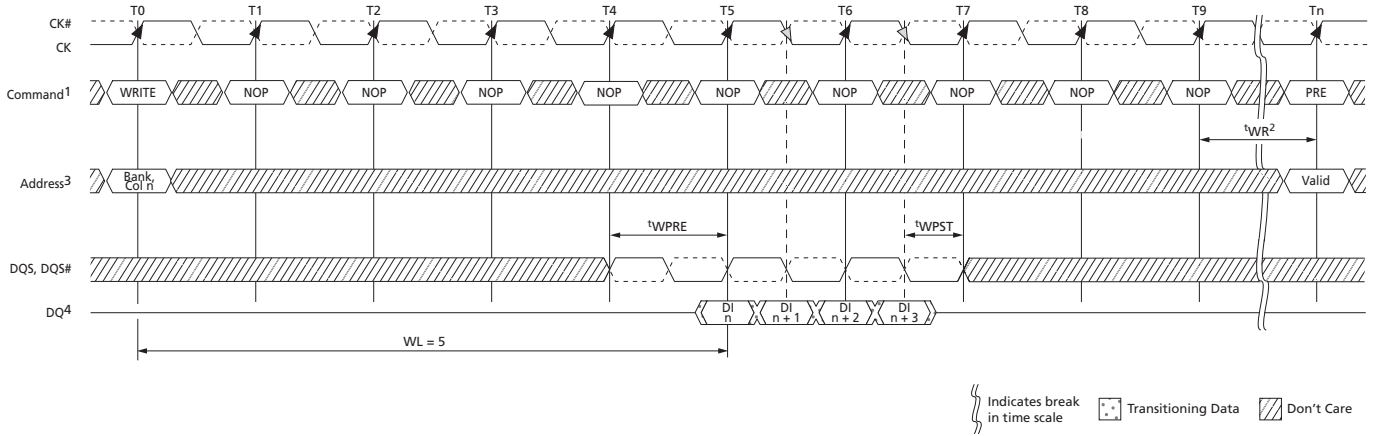 T0 T1 T2 T3 T4 T5 T6 T7 T8 T9 Tn
CK#
CK
Command1 WRITE NOP NOP NOP NOP NOP NOP NOP NOP NOP PRE
tWR2
Address3 Bank, Col n Valid
tWPRE tWPST
DQS, DQS#
DQ4 DI n DI n + 1 DI n + 2 DI n + 3
WL = 5
Indicates break in time scale
Transitioning Data
Don't Care